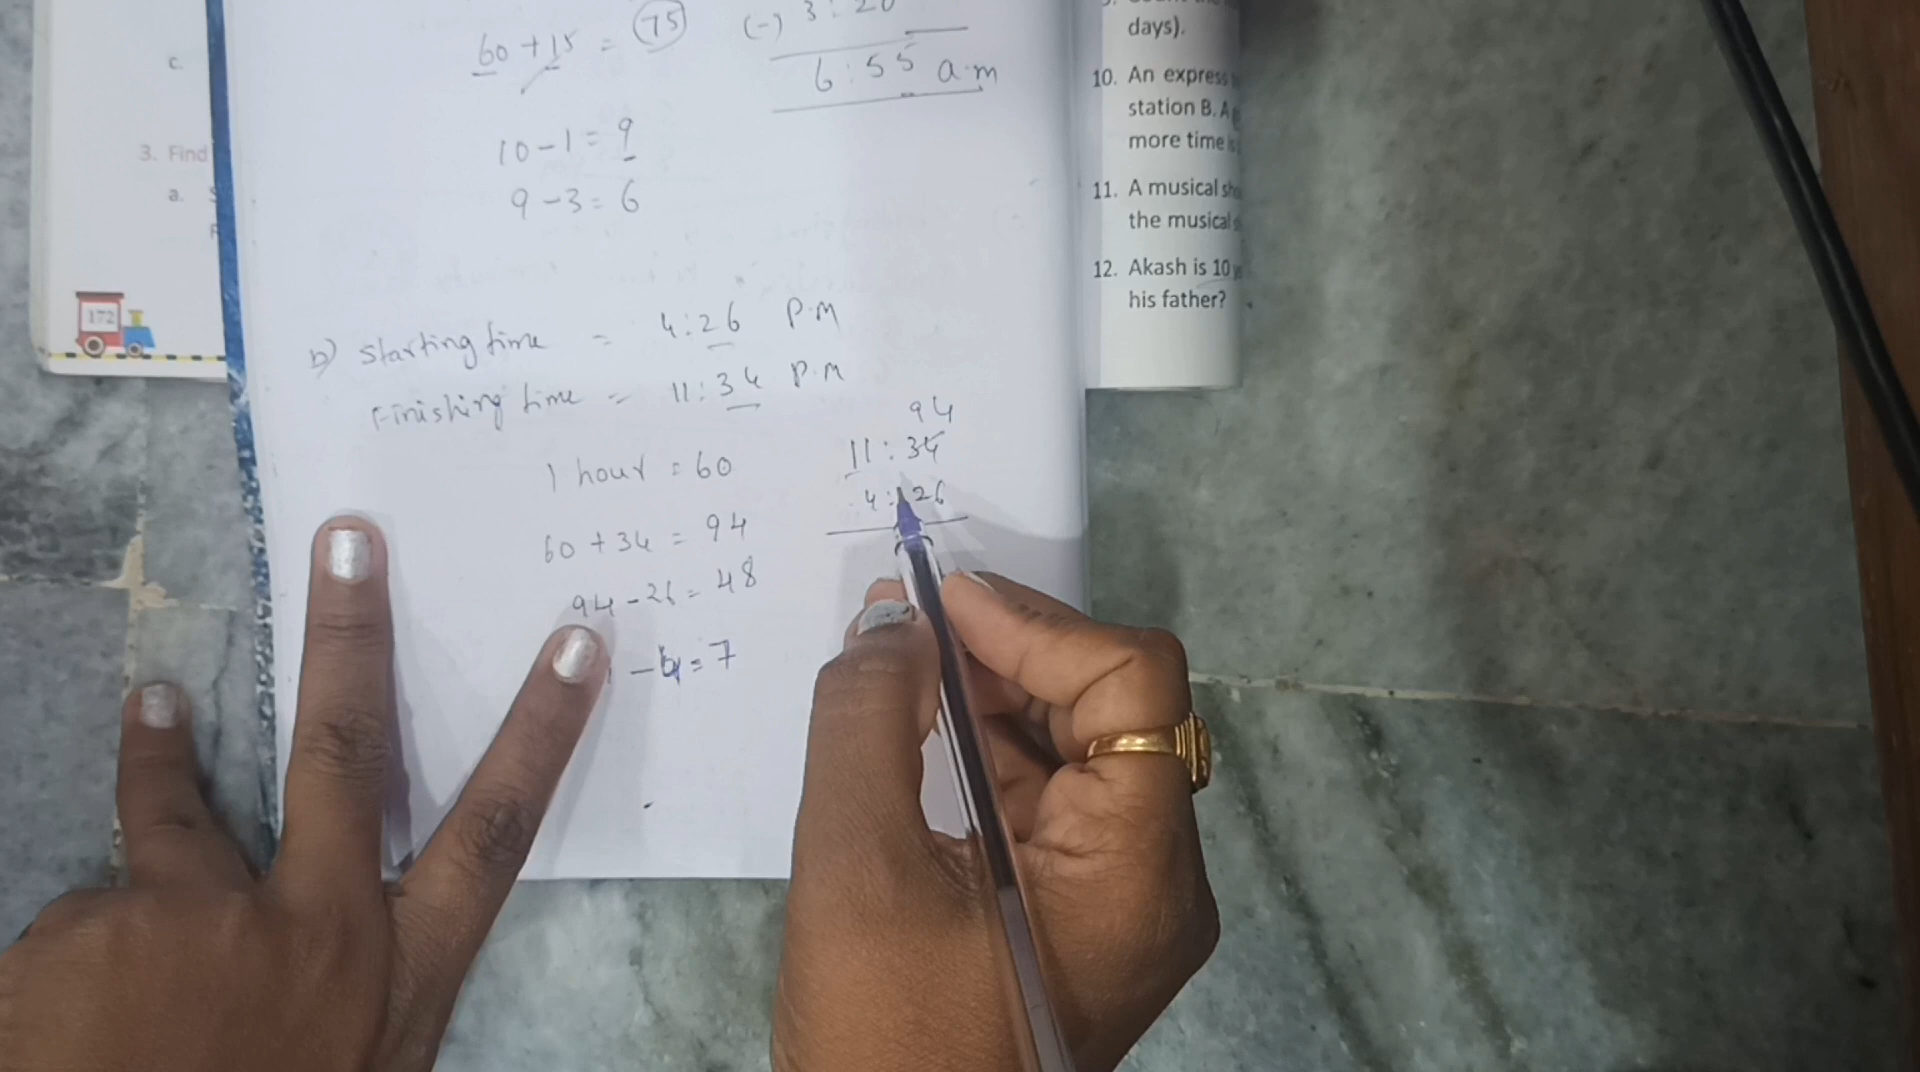 c.
3. Find
a.
172
60 + 15 = 75
(-) 3 : 20
6 : 55 a.m
10 - 1 = 9
9 - 3 = 6
b) Starting time = 4:26 P.M
Finishing time = 11:34 P.M
1 hour = 60
60 + 34 = 94
94 - 26 = 48
- 4 = 7
94
11 : 34
4 : 26
days).
10. An express
station B. A
more time
11. A musical
the musical
12. Akash is 10
his father?